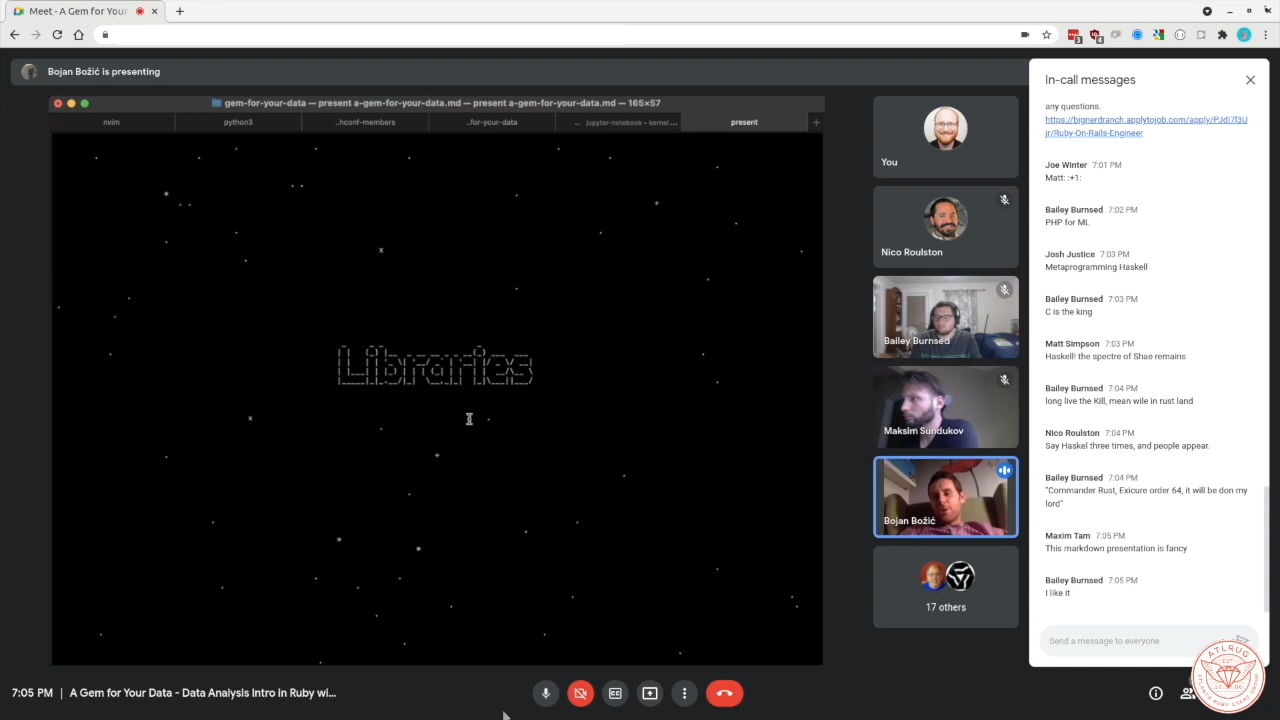 Meet - A Gem for Your
Bojan Božić is presenting
gem-for-your-data — present a-gem-for-your-data.md — present a-gem-for-your-data.md — 165×57
nvim
python3
..hconf-members
..for-your-data
... jupyter-notebook • kernel ...
present
Libraries
You
Nico Roulston
Bailey Burnsed
Maksim Sundukov
Bojan Božić
17 others
In-call messages
any questions.
https://bignerdranch.applytojob.com/apply/PJdi7f3U
jr/Ruby-On-Rails-Engineer
Joe Winter 7:01 PM
Matt: :+1:
Bailey Burnsed 7:02 PM
PHP for ML
Josh Justice 7:03 PM
Metaprogramming Haskell
Bailey Burnsed 7:03 PM
C is the king
Matt Simpson 7:03 PM
Haskell! the spectre of Shae remains
Bailey Burnsed 7:04 PM
long live the Kill, mean wile in rust land
Nico Roulston 7:04 PM
Say Haskel three times, and people appear.
Bailey Burnsed 7:04 PM
"Commander Rust, Exicure order 64, it will be don my
lord"
Maxim Tam 7:05 PM
This markdown presentation is fancy
Bailey Burnsed 7:05 PM
I like it
Send a message to everyone
7:05 PM | A Gem for Your Data - Data Analysis Intro in Ruby wi...
ATLRUG
EST.
ATLANTA RUBY USERS GROUP